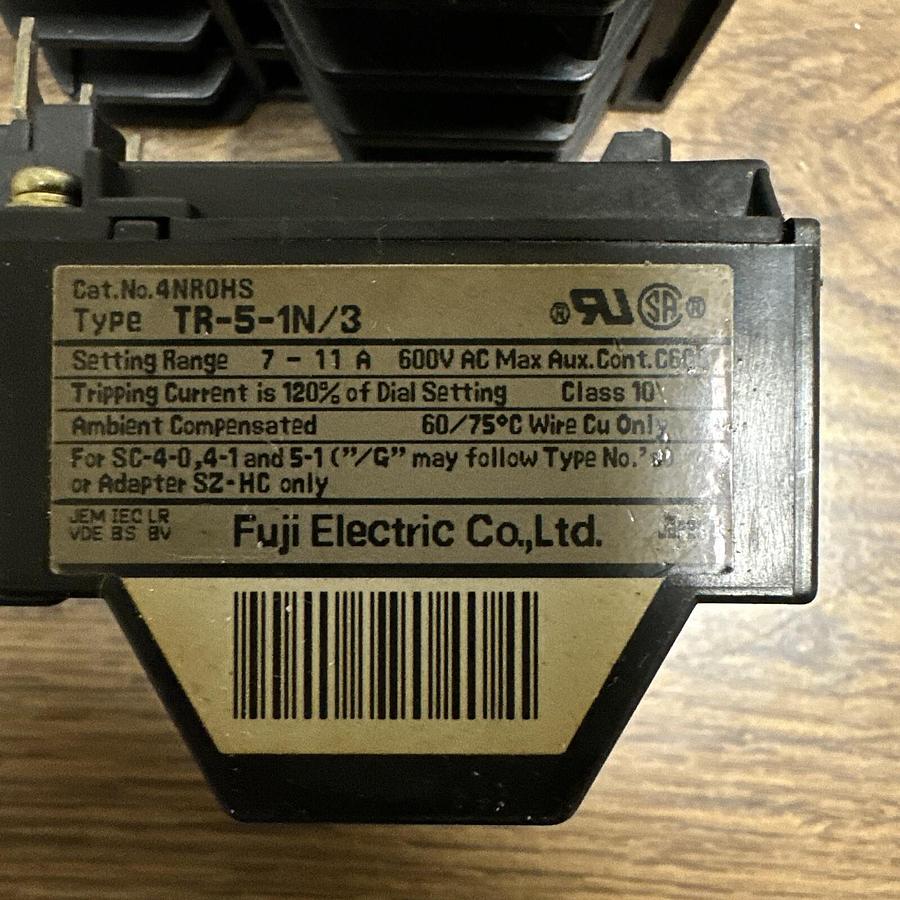 Cat.No.4NR0HS
Type TR-5-1N/3
® RU SA ®
Setting Range 7 - 11 A 600V AC Max Aux.Cont.
Tripping Current is 120% of Dial Setting Class 10
Ambient Compensated 60/75°C Wire Cu Only
For SC-4-0,4-1 and 5-1 ("/G" may follow Type No.'s)
or Adapter SZ-HC only
JEM IEC LR
VDE BS BV
Fuji Electric Co.,Ltd.